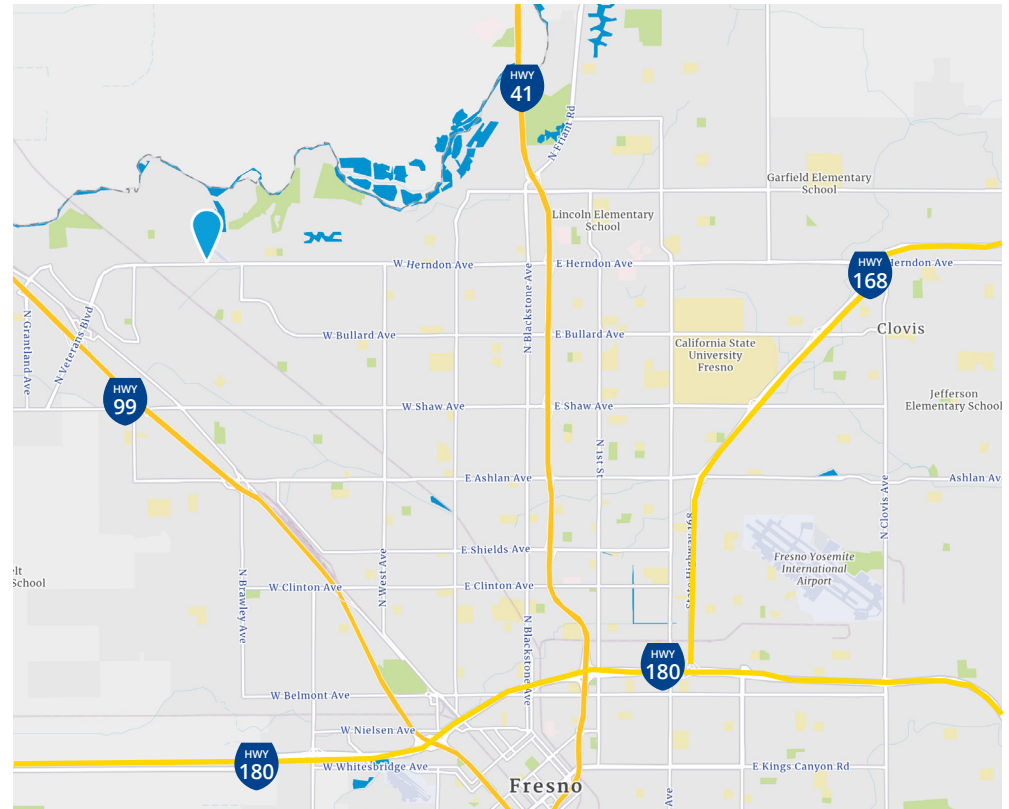 HWY
41
N Friant Rd
Garfield Elementary
School
Lincoln Elementary
School
W Herndon Ave
E Herndon Ave
Herndon Ave
HWY
168
N Grantland Ave
N Veterans Blvd
N Blackstone Ave
W Bullard Ave
E Bullard Ave
California State
University
Fresno
Clovis
HWY
99
W Shaw Ave
E Shaw Ave
Jefferson
Elementary School
N 1st St
E Ashlan Ave
Ashlan Av
N Clovis Ave
State Highway 168
E Shields Ave
Fresno Yosemite
International
Airport
elt
School
N Brawley Ave
W Clinton Ave
N West Ave
E Clinton Ave
N Blackstone Ave
HWY
180
W Belmont Ave
W Nielsen Ave
HWY
180
W Whitesbridge Ave
E Kings Canyon Rd
Fresno
Ave